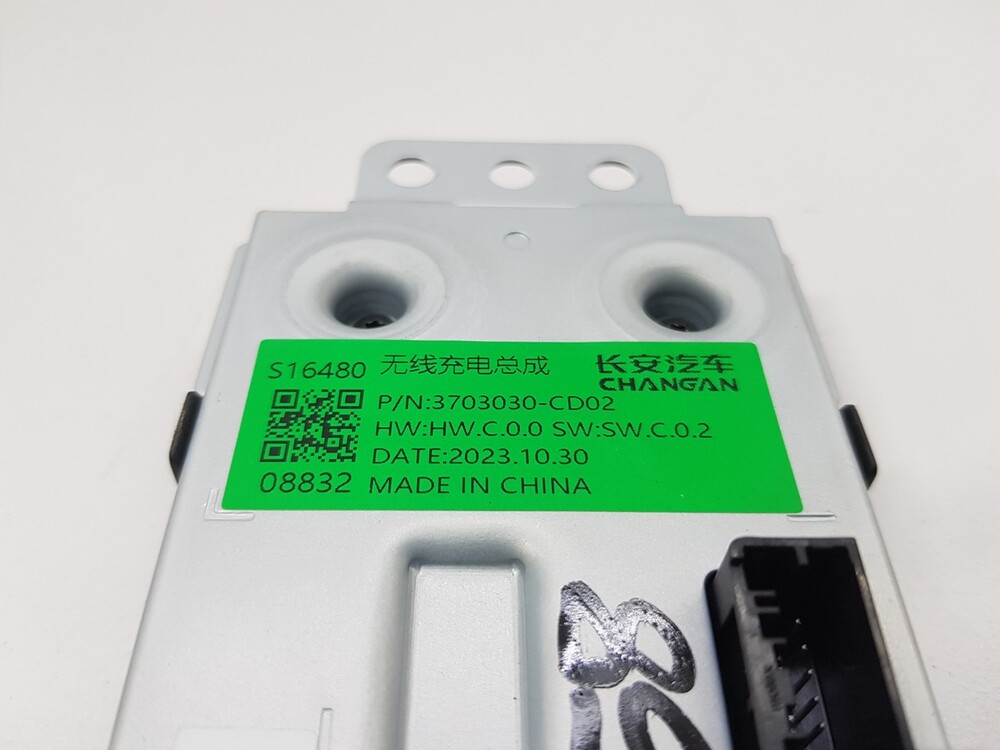 S16480 无线充电总成 长安汽车
CHANGAN
P/N:3703030-CD02
HW:HW.C.0.0 SW:SW.C.0.2
DATE:2023.10.30
08832 MADE IN CHINA